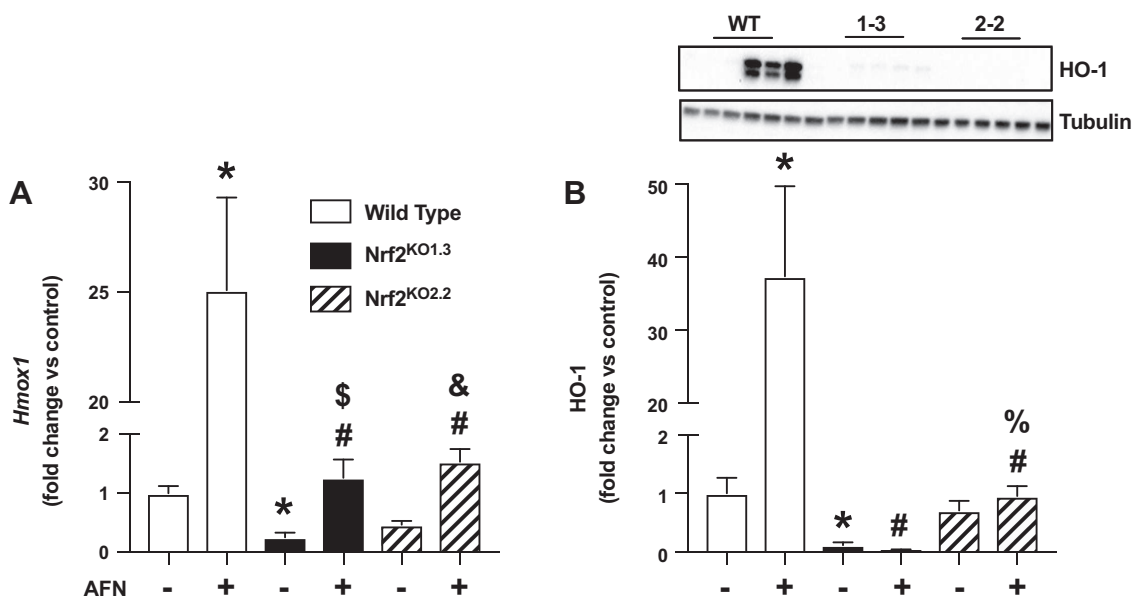 WT 1-3 2-2
HO-1
Tubulin
A
Hmox1
(fold change vs control)
30
25
20
2
1
0
*
*
$
#
&
#
Wild Type
Nrf2KO1.3
Nrf2KO2.2
AFN - + - + - +
B
HO-1
(fold change vs control)
50
40
30
20
2
1
0
*
*
#
%
#
- + - + - +